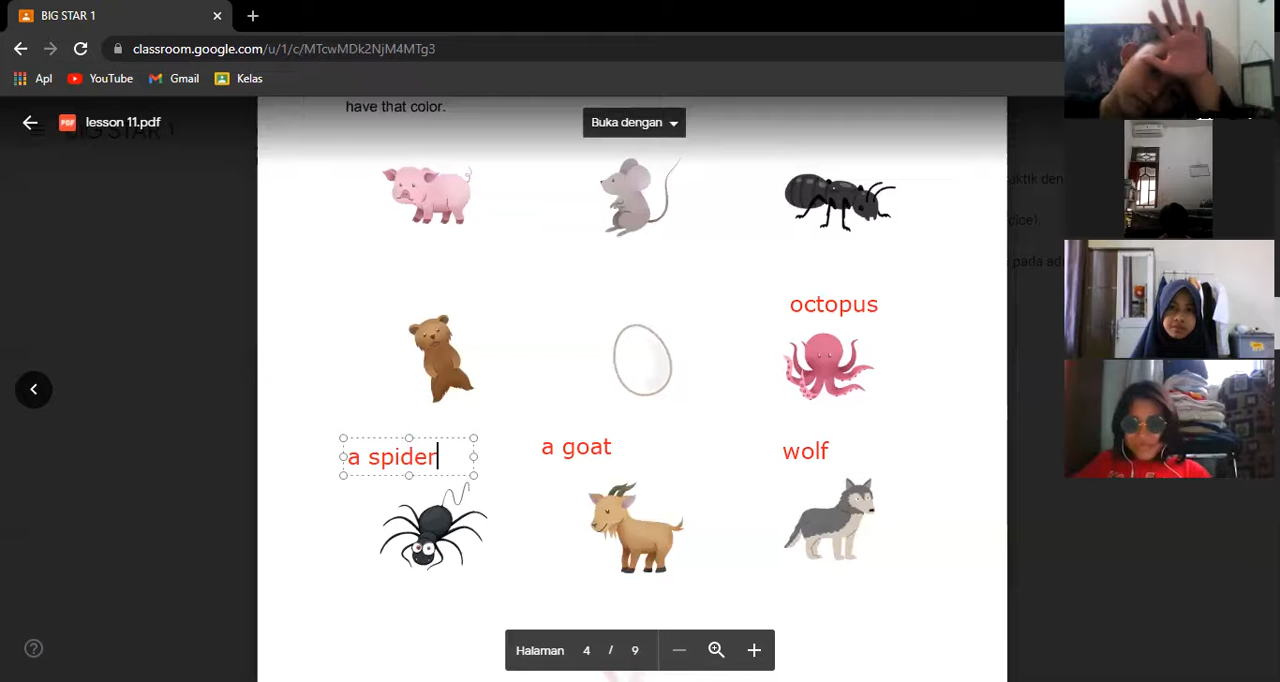 BIG STAR 1
classroom.google.com/u/1/c/MTcwMDk2NjM4MTg3
Apl
YouTube
Gmail
Kelas
have that color.
PDF
lesson 11.pdf
Buka dengan
octopus
a spider
a goat
wolf
Halaman 4 / 9